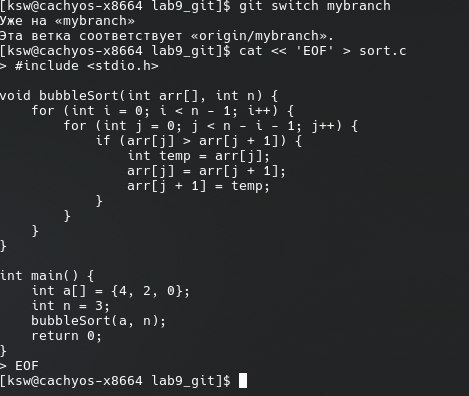 [ksw@cachyos-x8664 lab9_git]$ git switch mybranch
Уже на «mybranch»
Эта ветка соответствует «origin/mybranch».
[ksw@cachyos-x8664 lab9_git]$ cat << 'EOF' > sort.c
> #include <stdio.h>

void bubbleSort(int arr[], int n) {
    for (int i = 0; i < n - 1; i++) {
        for (int j = 0; j < n - i - 1; j++) {
            if (arr[j] > arr[j + 1]) {
                int temp = arr[j];
                arr[j] = arr[j + 1];
                arr[j + 1] = temp;
            }
        }
    }
}

int main() {
    int a[] = {4, 2, 0};
    int n = 3;
    bubbleSort(a, n);
    return 0;
}
> EOF
[ksw@cachyos-x8664 lab9_git]$